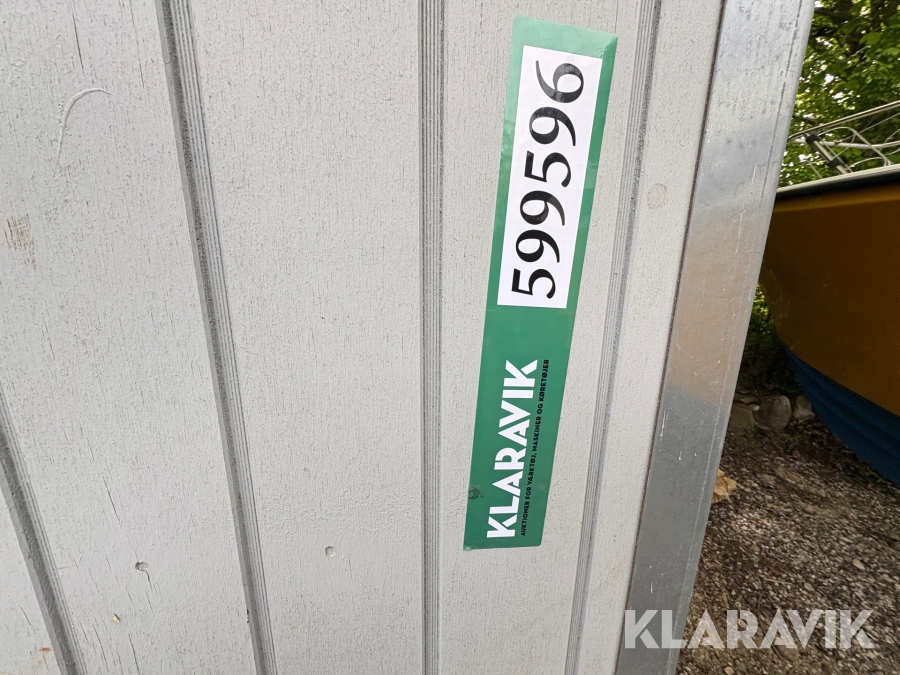 599596
KLARAVIK
AUKTIONER FOR VÆRKTØJ, MASKINER OG KØRETØJER
KLARAVIK